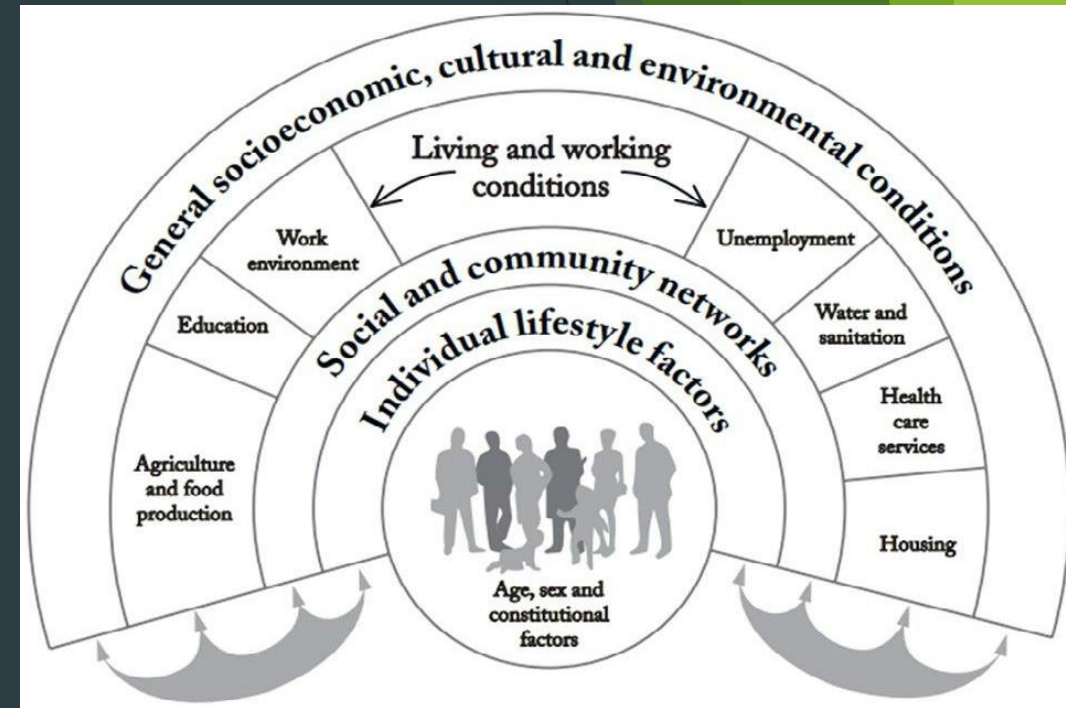 General socioeconomic, cultural and environmental conditions
Living and working
conditions
Work
environment
Unemployment
Education
Water and
sanitation
Agriculture
and food
production
Health
care
services
Housing
Social and community networks
Individual lifestyle factors
Age, sex and
constitutional
factors